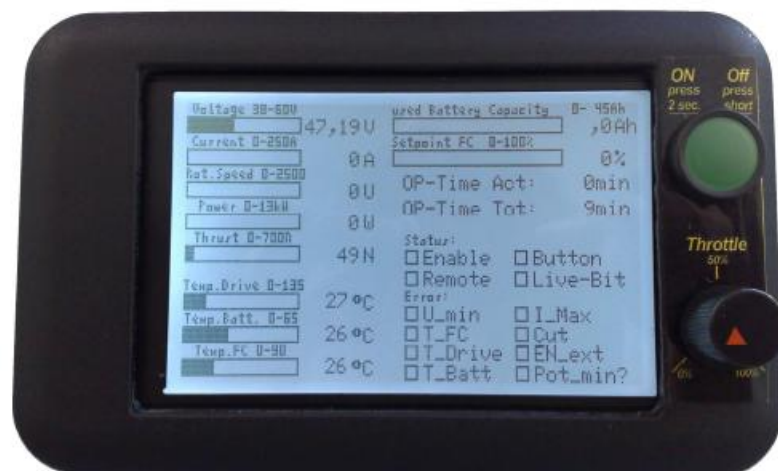 Voltage 38-60V
47,19V
Current 0-250A
0A
Rot.Speed 0-2500
0U
Power 0-13kW
0W
Thrust 0-700N
49N
Temp.Drive 0-135
27°C
Temp.Batt. 0-65
26°C
Temp.FC 0-90
26°C
used Battery Capacity 0- 45Ah
,0Ah
Setpoint FC 0-100%
0%
OP-Time Act: 0min
OP-Time Tot: 9min
Status:
Enable Button
Remote Live-Bit
Error:
U_min I_Max
T_FC Cut
T_Drive EN_ext
T_Batt Pot_min?
ON Off
press press
2 sec. short
Throttle
50%
0% 100%